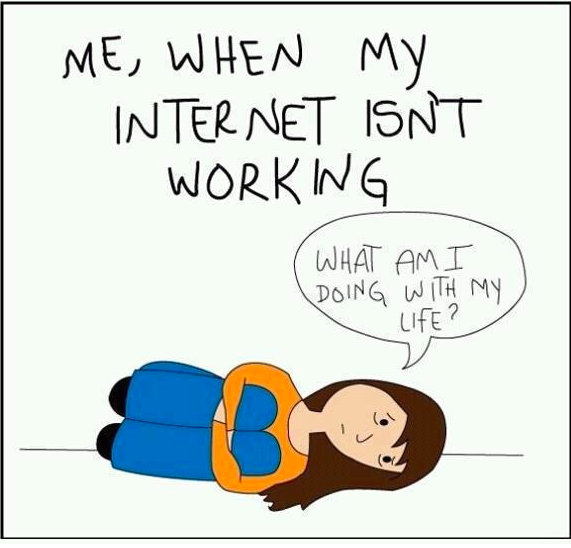 ME, WHEN MY
INTERNET ISN'T
WORKING
WHAT AM I
DOING WITH MY
LIFE?